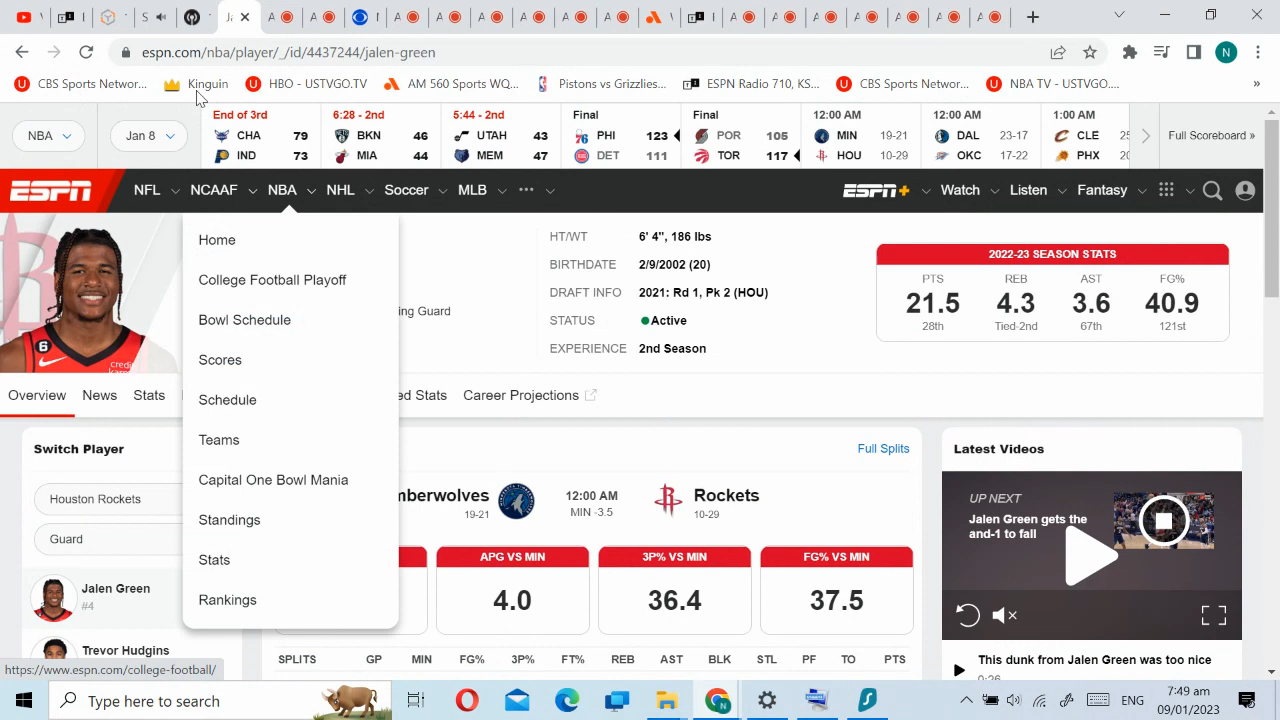 espn.com/nba/player/_/id/4437244/jalen-green
N
CBS Sports Networ...
Kinguin
HBO - USTVGO.TV
AM 560 Sports WQ...
Pistons vs Grizzlies...
ESPN Radio 710, KS...
CBS Sports Networ...
NBA TV - USTVGO....
»
NBA
Jan 8
End of 3rd
CHA 79
IND 73
6:28 - 2nd
BKN 46
MIA 44
5:44 - 2nd
UTAH 43
MEM 47
Final
PHI 123
DET 111
Final
POR 105
TOR 117
12:00 AM
MIN 19-21
HOU 10-29
12:00 AM
DAL 23-17
OKC 17-22
1:00 AM
CLE
PHX
Full Scoreboard »
ESPN NFL NCAAF NBA NHL Soccer MLB ... ESPN+ Watch Listen Fantasy
Home
College Football Playoff
Bowl Schedule
Scores
Schedule
Teams
Capital One Bowl Mania
Standings
Stats
Rankings
6
ing Guard
HT/WT 6' 4", 186 lbs
BIRTHDATE 2/9/2002 (20)
DRAFT INFO 2021: Rd 1, Pk 2 (HOU)
STATUS Active
EXPERIENCE 2nd Season
2022-23 SEASON STATS
PTS REB AST FG%
21.5 4.3 3.6 40.9
28th Tied-2nd 67th 121st
Overview News Stats ed Stats Career Projections
Switch Player
Houston Rockets
Guard
Jalen Green
#4
Trevor Hudgins
Full Splits
mberwolves
19-21
12:00 AM
MIN -3.5
Rockets
10-29
APG VS MIN
4.0
3P% VS MIN
36.4
FG% VS MIN
37.5
SPLITS GP MIN FG% 3P% FT% REB AST BLK STL PF TO PTS
Latest Videos
UP NEXT
Jalen Green gets the
and-1 to fall
This dunk from Jalen Green was too nice
0:26
https://www.espn.com/college-football/
Type here to search
ENG
7:49 am
09/01/2023